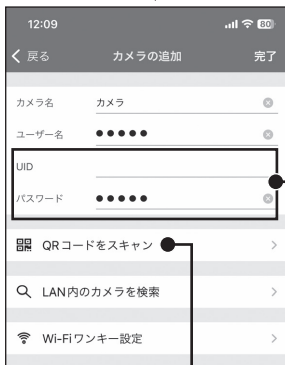 12:09 80
戻る カメラの追加 完了
カメラ名 カメラ
ユーザー名 ●●●●●
UID
パスワード ●●●●●
QRコードをスキャン
LAN内のカメラを検索
Wi-Fiワンキー設定